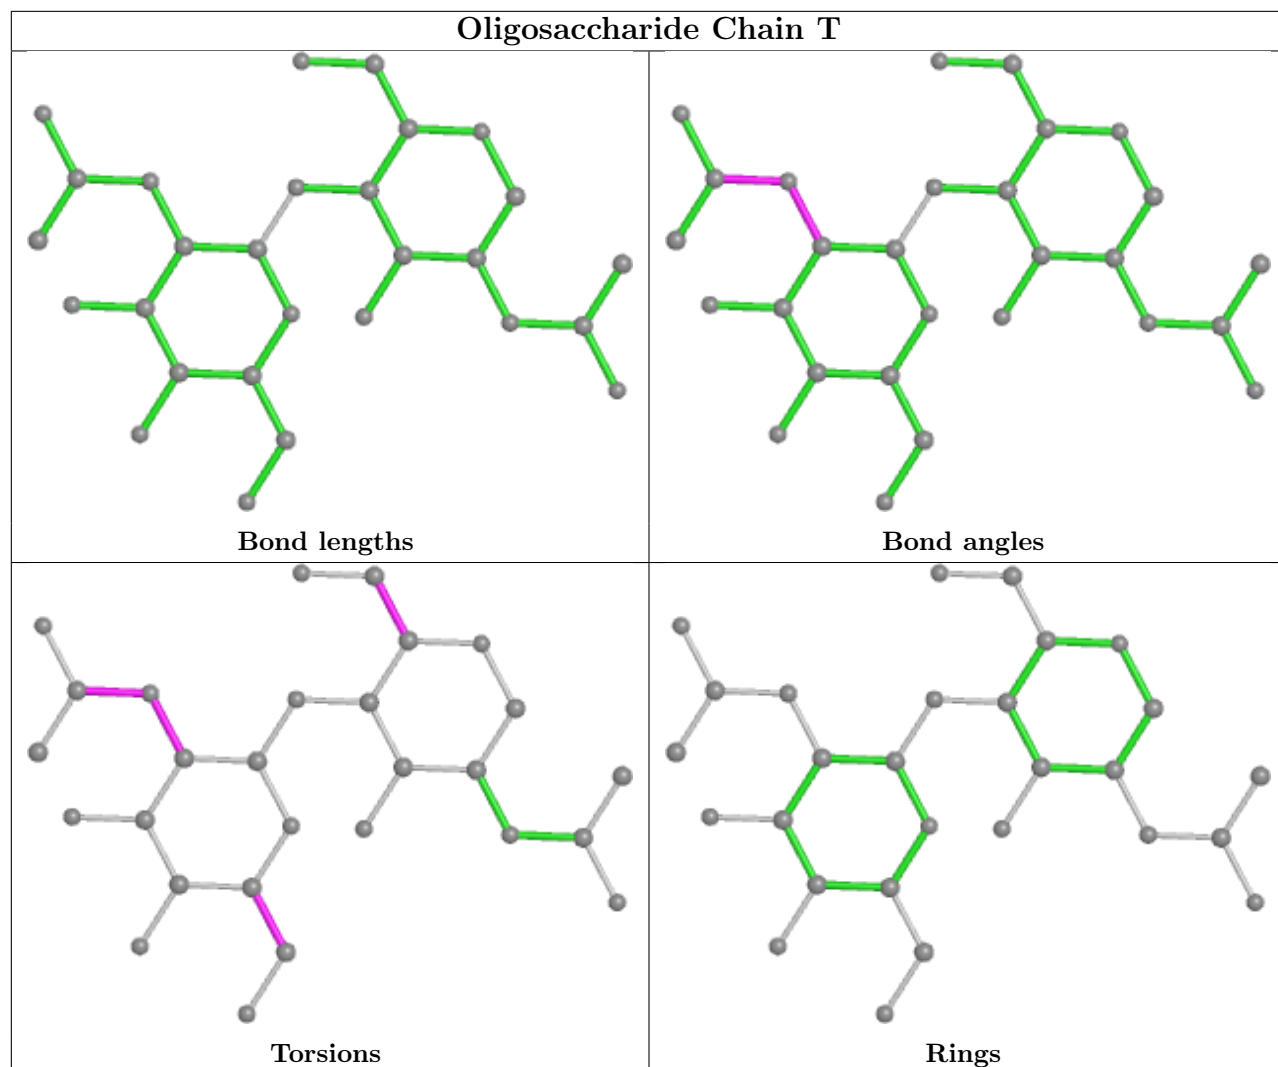 Oligosaccharide Chain T
Bond lengths
Bond angles
Torsions
Rings